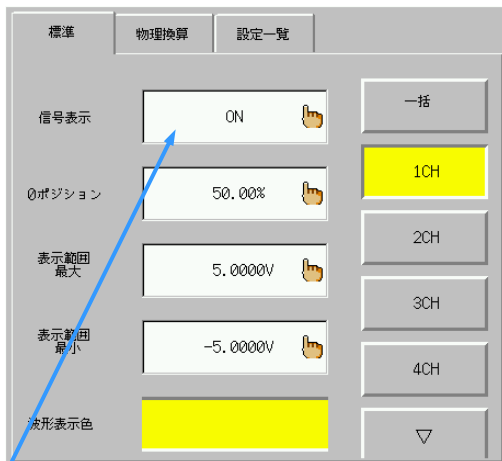 標準
物理換算
設定一覧
信号表示
ON
一括
0ポジション
50.00%
1CH
表示範囲
最大
5.0000V
2CH
3CH
表示範囲
最小
-5.0000V
4CH
波形表示色
▽